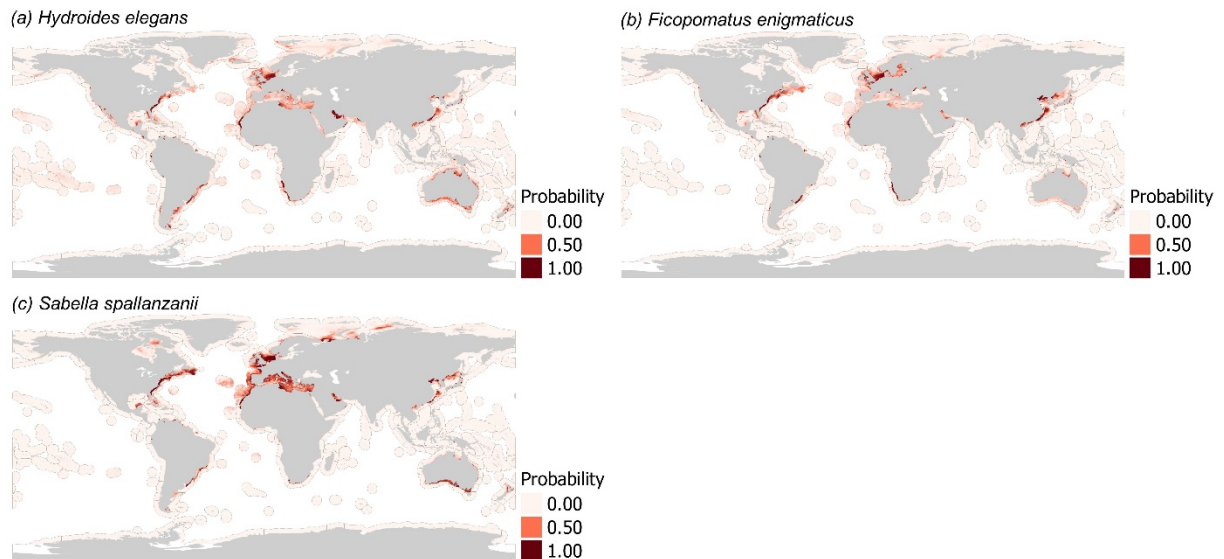 (a) Hydroides elegans
Probability
0.00
0.50
1.00
(b) Ficopomatus enigmaticus
Probability
0.00
0.50
1.00
(c) Sabella spallanzanii
Probability
0.00
0.50
1.00